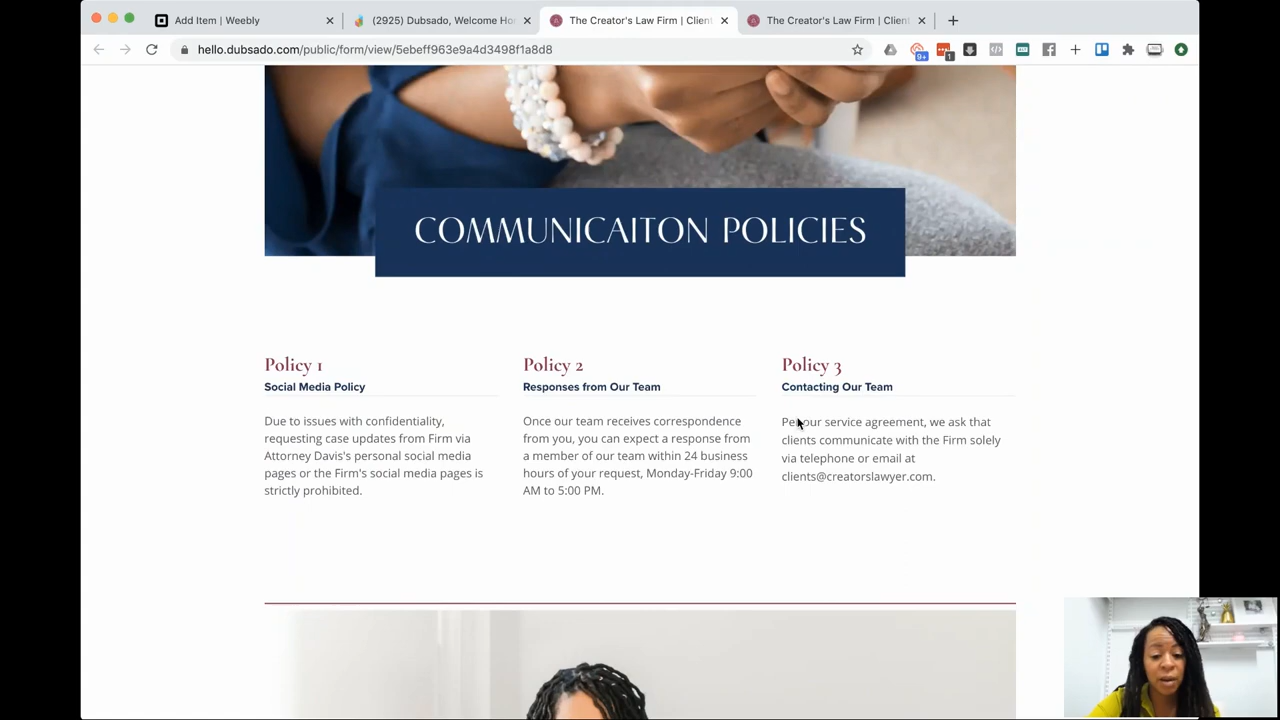 Add Item | Weebly
(2925) Dubsado, Welcome Ho
The Creator's Law Firm | Client
The Creator's Law Firm | Client
hello.dubsado.com/public/form/view/5ebeff963e9a4d3498f1a8d8
9+
1
COMMUNICAITON POLICIES
Policy 1
Social Media Policy
Due to issues with confidentiality,
requesting case updates from Firm via
Attorney Davis's personal social media
pages or the Firm's social media pages is
strictly prohibited.
Policy 2
Responses from Our Team
Once our team receives correspondence
from you, you can expect a response from
a member of our team within 24 business
hours of your request, Monday-Friday 9:00
AM to 5:00 PM.
Policy 3
Contacting Our Team
Per our service agreement, we ask that
clients communicate with the Firm solely
via telephone or email at
clients@creatorslawyer.com.